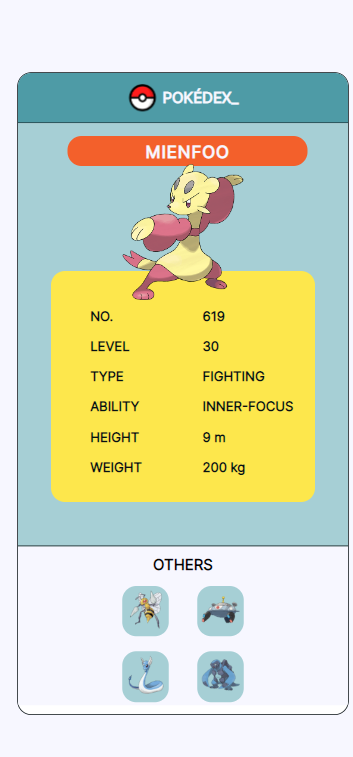 POKÉDEX_
MIENFOO
NO. 619
LEVEL 30
TYPE FIGHTING
ABILITY INNER-FOCUS
HEIGHT 9 m
WEIGHT 200 kg
OTHERS